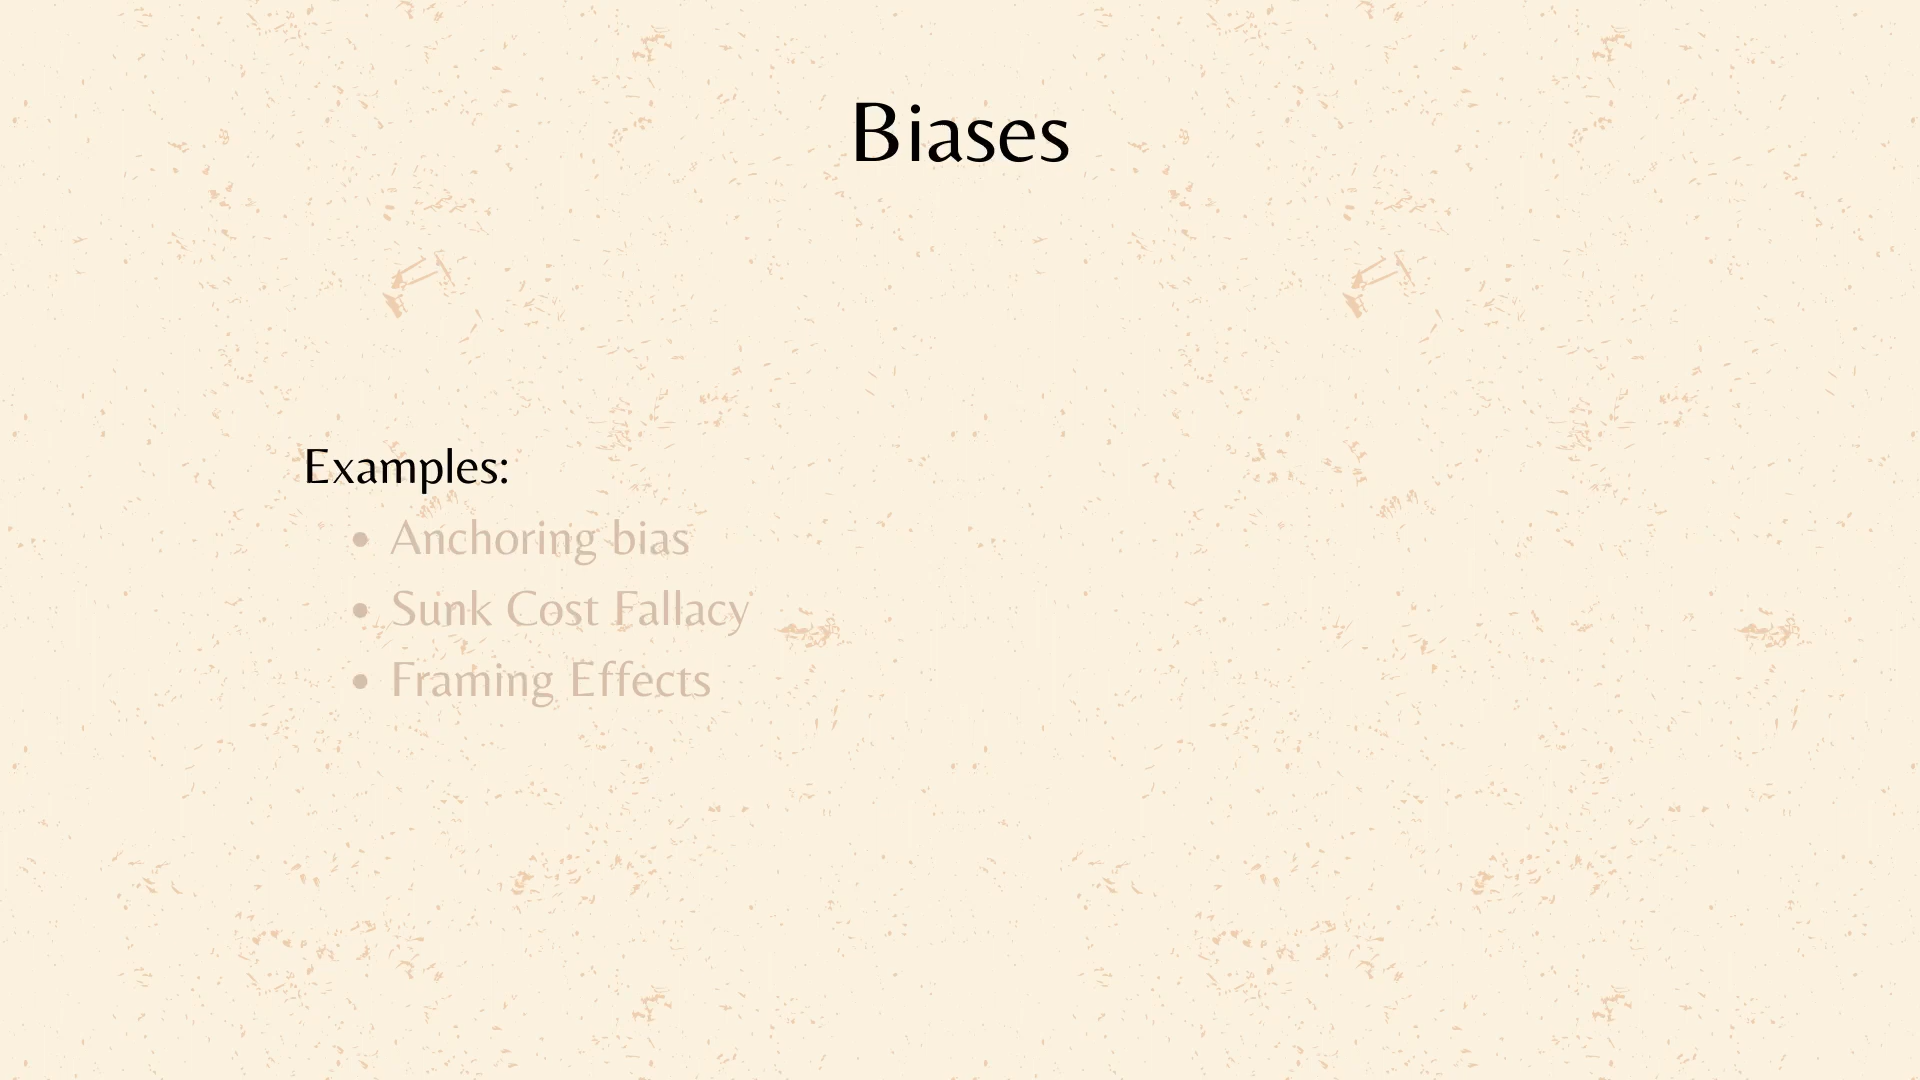 Biases
Examples:
• Anchoring bias
• Sunk Cost Fallacy
• Framing Effects